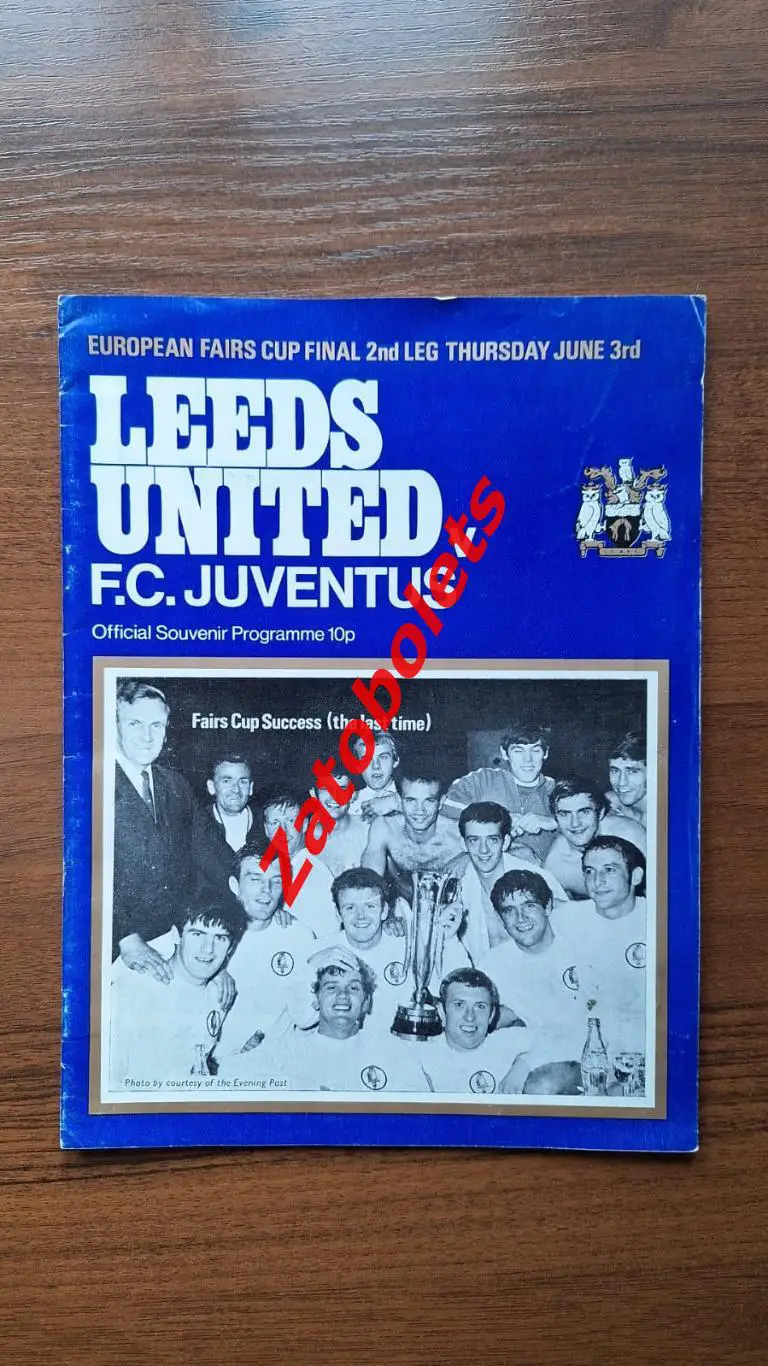 EUROPEAN FAIRS CUP FINAL 2nd LEG THURSDAY JUNE 3rd
LEEDS
UNITED v
F.C. JUVENTUS
Official Souvenir Programme 10p
Fairs Cup Success (the last time)
Zatobolets
Photo by courtesy of the Evening Post